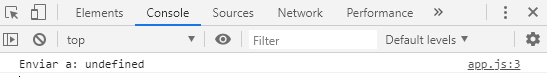 Elements Console Sources Network Performance »
top Filter Default levels
Enviar a: undefined app.js:3